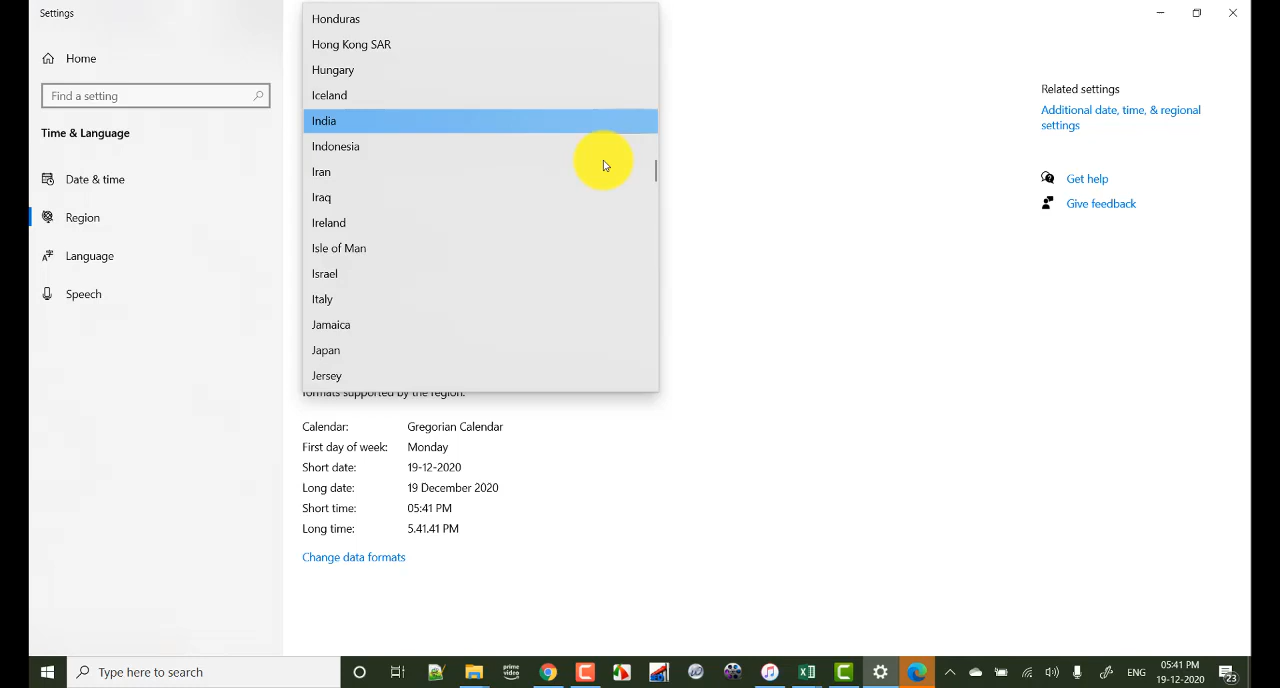 Settings
Home
Find a setting
Time & Language
Date & time
Region
Language
Speech
Honduras
Hong Kong SAR
Hungary
Iceland
India
Indonesia
Iran
Iraq
Ireland
Isle of Man
Israel
Italy
Jamaica
Japan
Jersey
formats supported by the region.
Calendar: Gregorian Calendar
First day of week: Monday
Short date: 19-12-2020
Long date: 19 December 2020
Short time: 05:41 PM
Long time: 5.41.41 PM
Change data formats
Related settings
Additional date, time, & regional
settings
Get help
Give feedback
Type here to search
prime
video
ENG
05:41 PM
19-12-2020
23